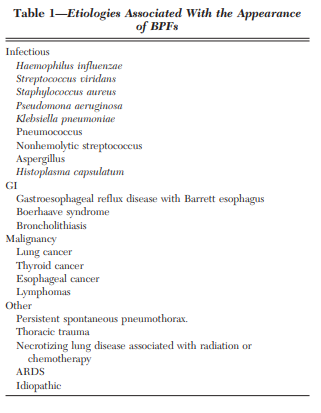 Table 1—Etiologies Associated With the Appearance
of BPFs
Infectious
Haemophilus influenzae
Streptococcus viridans
Staphylococcus aureus
Pseudomona aeruginosa
Klebsiella pneumoniae
Pneumococcus
Nonhemolytic streptococcus
Aspergillus
Histoplasma capsulatum
GI
Gastroesophageal reflux disease with Barrett esophagus
Boerhaave syndrome
Broncholithiasis
Malignancy
Lung cancer
Thyroid cancer
Esophageal cancer
Lymphomas
Other
Persistent spontaneous pneumothorax.
Thoracic trauma
Necrotizing lung disease associated with radiation or
chemotherapy
ARDS
Idiopathic